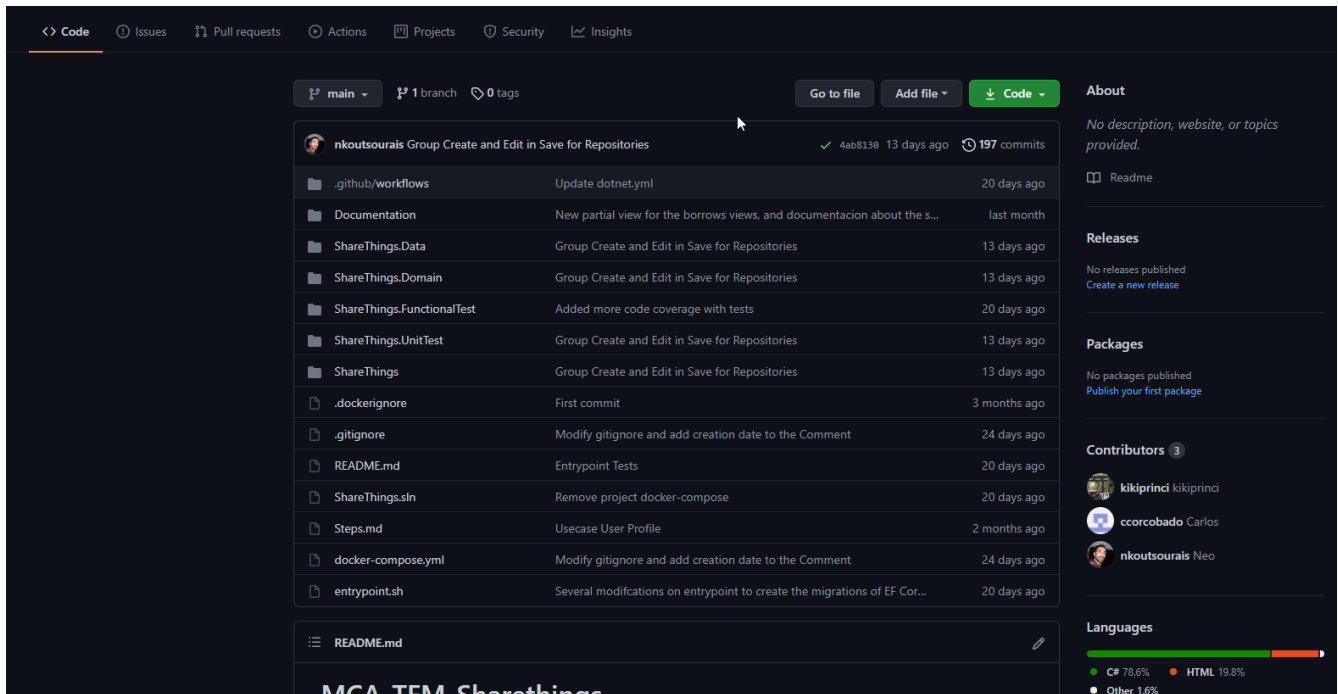 Code Issues Pull requests Actions Projects Security Insights
main 1 branch 0 tags Go to file Add file Code
nkoutsourais Group Create and Edit in Save for Repositories 4ab8130 13 days ago 197 commits
.github/workflows Update dotnet.yml 20 days ago
Documentation New partial view for the borrows views, and documentacion about the s... last month
ShareThings.Data Group Create and Edit in Save for Repositories 13 days ago
ShareThings.Domain Group Create and Edit in Save for Repositories 13 days ago
ShareThings.FunctionalTest Added more code coverage with tests 20 days ago
ShareThings.UnitTest Group Create and Edit in Save for Repositories 13 days ago
ShareThings Group Create and Edit in Save for Repositories 13 days ago
.dockerignore First commit 3 months ago
.gitignore Modify gitignore and add creation date to the Comment 24 days ago
README.md Entrypoint Tests 20 days ago
ShareThings.sln Remove project docker-compose 20 days ago
Steps.md Usecase User Profile 2 months ago
docker-compose.yml Modify gitignore and add creation date to the Comment 24 days ago
entrypoint.sh Several modifcations on entrypoint to create the migrations of EF Cor... 20 days ago
README.md
MCA-TFM-Sharethings
About
No description, website, or topics
provided.
Readme
Releases
No releases published
Create a new release
Packages
No packages published
Publish your first package
Contributors 3
kikiprinci kikiprinci
ccorcobado Carlos
nkoutsourais Neo
Languages
C# 78.6% HTML 19.8%
Other 1.6%